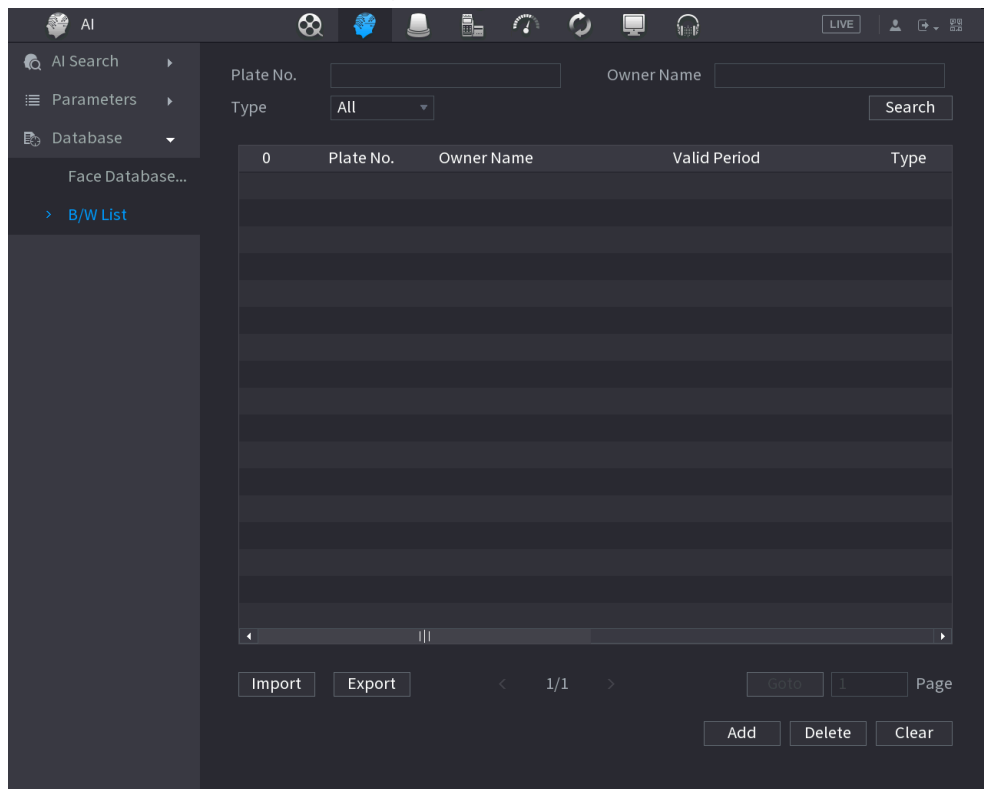 AI
LIVE
AI Search
Parameters
Database
Face Database...
B/W List
Plate No.
Owner Name
Type
All
Search
0 Plate No. Owner Name Valid Period Type
Import Export < 1/1 > Goto 1 Page
Add Delete Clear